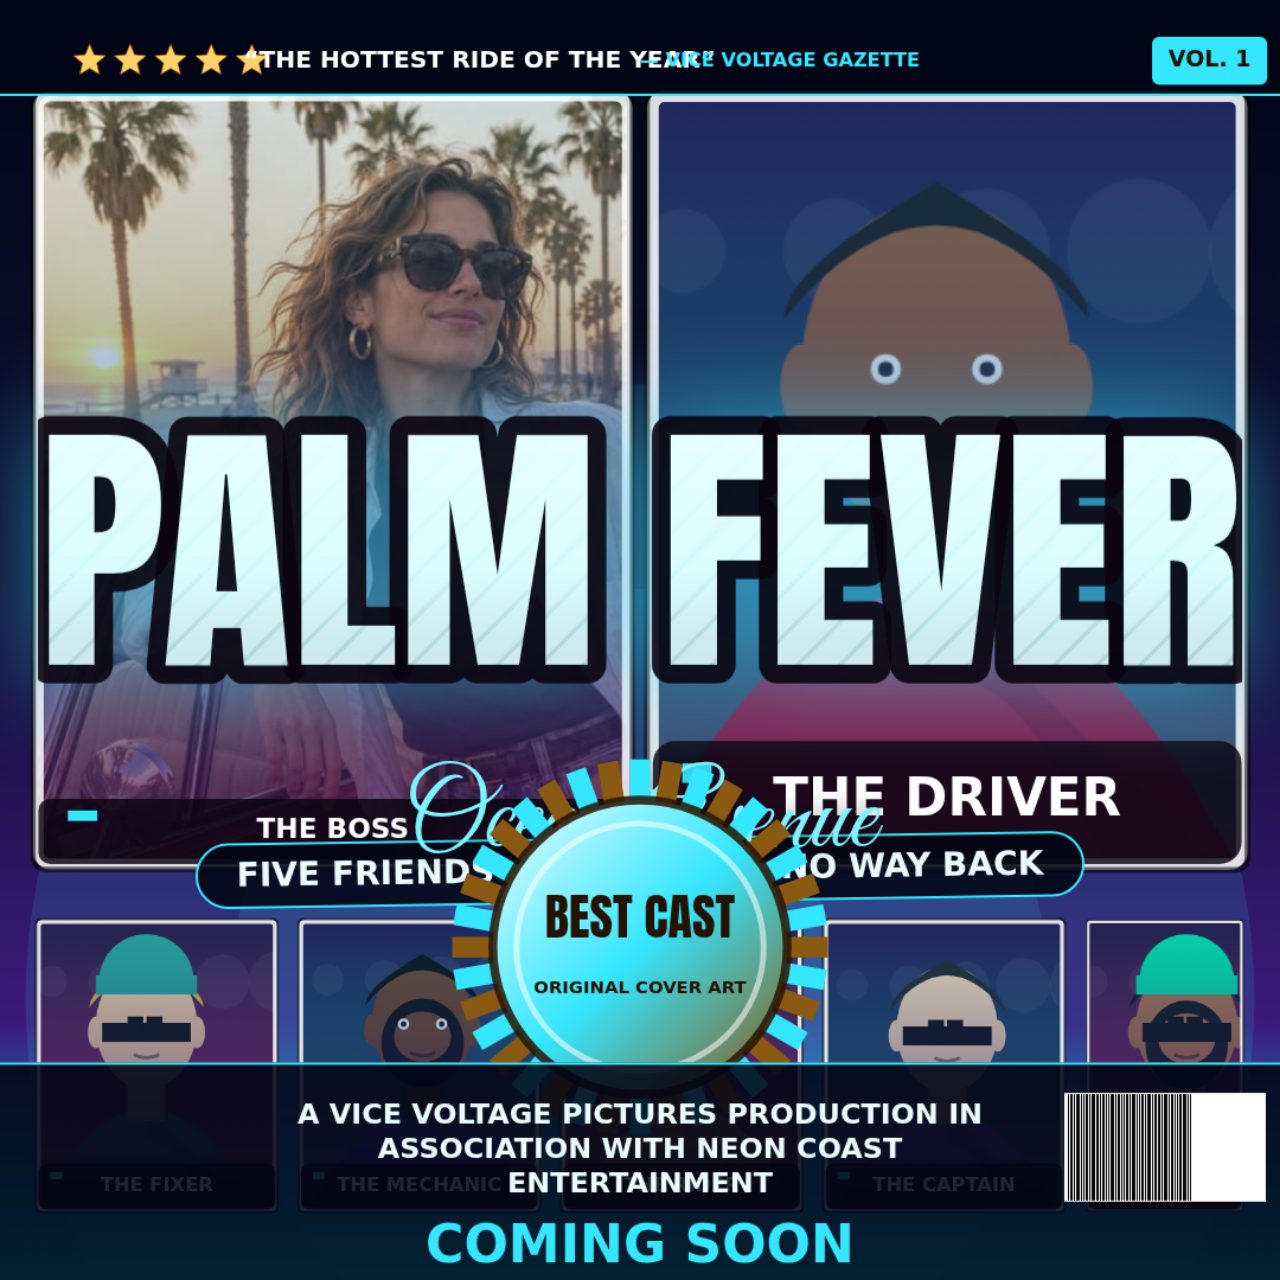 "THE HOTTEST RIDE OF THE YEAR"
— VICE VOLTAGE GAZETTE
VOL. 1
PALM FEVER
THE DRIVER
THE BOSS
FIVE FRIENDS
NO WAY BACK
BEST CAST
ORIGINAL COVER ART
THE FIXER
THE MECHANIC
THE CAPTAIN
A VICE VOLTAGE PICTURES PRODUCTION IN
ASSOCIATION WITH NEON COAST
ENTERTAINMENT
COMING SOON